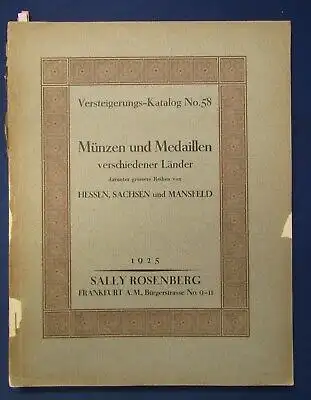 Versteigerungs-Katalog No. 58
Münzen und Medaillen
verschiedener Länder
darunter grössere Reihen von
HESSEN, SACHSEN und MANSFELD
1925
SALLY ROSENBERG
FRANKFURT A. M., Bürgerstrasse No. 9-11